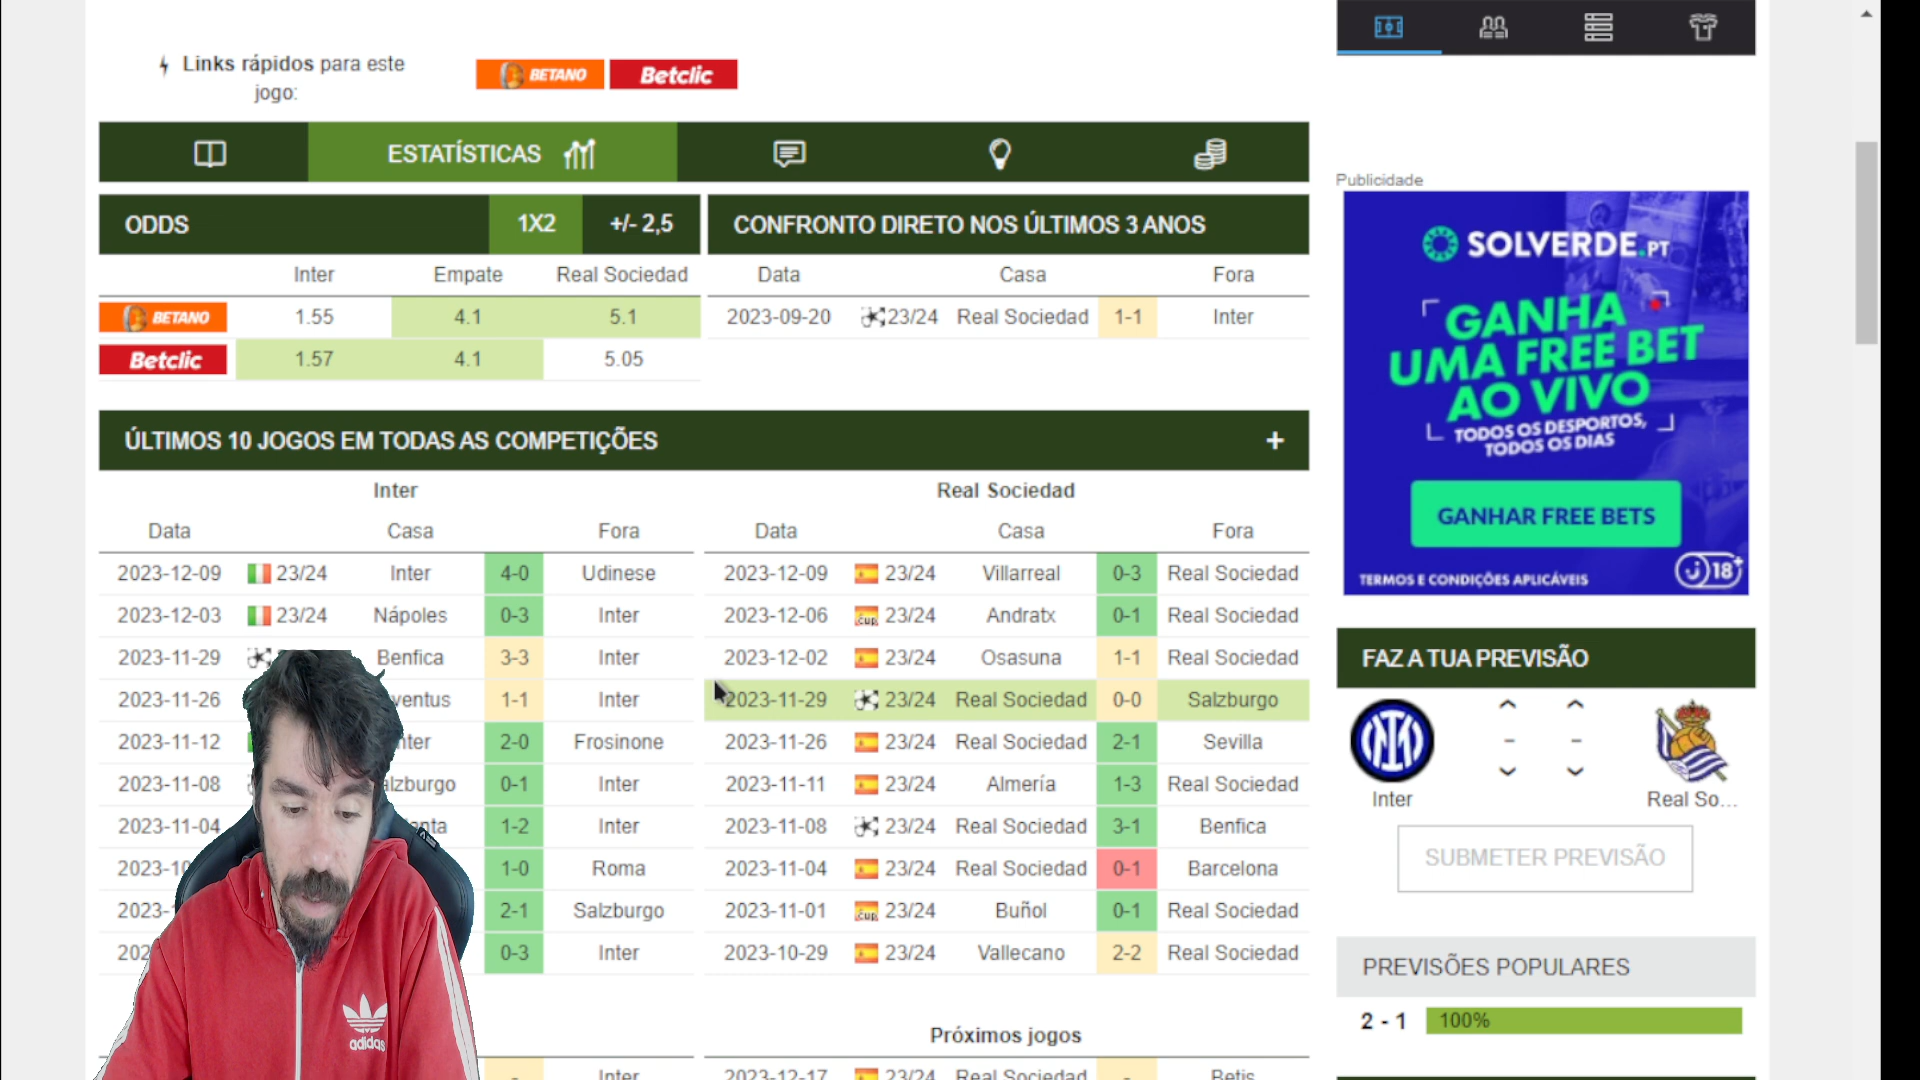 Links rápidos para este
jogo:
BETANO
Betclic
ESTATÍSTICAS
ODDS 1X2 +/- 2,5
Inter Empate Real Sociedad
BETANO 1.55 4.1 5.1
Betclic 1.57 4.1 5.05
CONFRONTO DIRETO NOS ÚLTIMOS 3 ANOS
Data Casa Fora
2023-09-20 23/24 Real Sociedad 1-1 Inter
ÚLTIMOS 10 JOGOS EM TODAS AS COMPETIÇÕES +
Inter
Data Casa Fora
2023-12-09 23/24 Inter 4-0 Udinese
2023-12-03 23/24 Nápoles 0-3 Inter
2023-11-29 Benfica 3-3 Inter
2023-11-26 1-1 Inter
2023-11-12 2-0 Frosinone
2023-11-08 0-1 Inter
2023-11-04 1-2 Inter
1-0 Roma
2-1 Salzburgo
0-3 Inter
Inter
Real Sociedad
Data Casa Fora
2023-12-09 23/24 Villarreal 0-3 Real Sociedad
2023-12-06 CUP 23/24 Andratx 0-1 Real Sociedad
2023-12-02 23/24 Osasuna 1-1 Real Sociedad
2023-11-29 23/24 Real Sociedad 0-0 Salzburgo
2023-11-26 23/24 Real Sociedad 2-1 Sevilla
2023-11-11 23/24 Almería 1-3 Real Sociedad
2023-11-08 23/24 Real Sociedad 3-1 Benfica
2023-11-04 23/24 Real Sociedad 0-1 Barcelona
2023-11-01 CUP 23/24 Buñol 0-1 Real Sociedad
2023-10-29 23/24 Vallecano 2-2 Real Sociedad
Próximos jogos
2023-12-17 23/24 Real Sociedad - Betis
adidas
Publicidade
SOLVERDE.PT
GANHA
UMA FREE BET
AO VIVO
TODOS OS DESPORTOS,
TODOS OS DIAS
GANHAR FREE BETS
TERMOS E CONDIÇÕES APLICÁVEIS
18+
FAZ A TUA PREVISÃO
- -
Inter Real So...
SUBMETER PREVISÃO
PREVISÕES POPULARES
2 - 1 100%